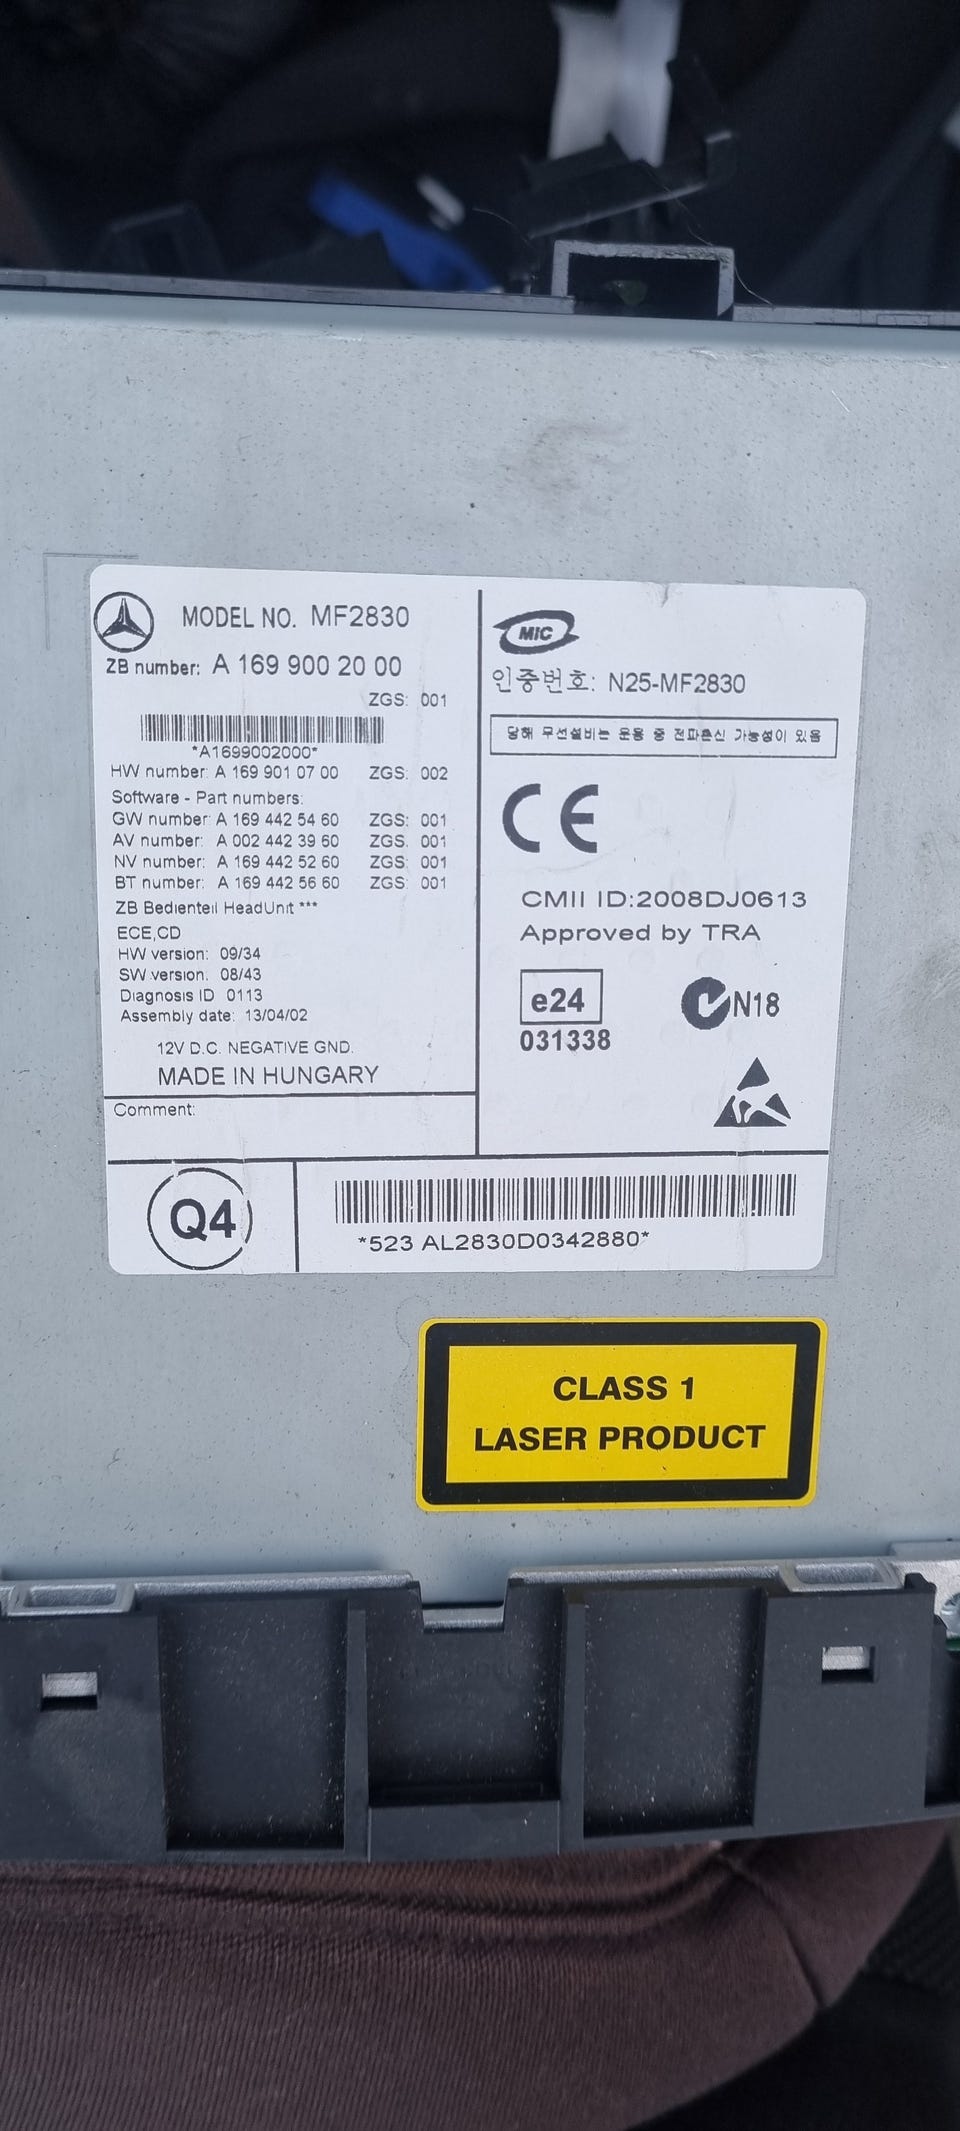 MODEL NO. MF2830
ZB number: A 169 900 20 00
ZGS: 001
*A1699002000*
HW number: A 169 901 07 00 ZGS: 002
Software - Part numbers:
GW number: A 169 442 54 60 ZGS: 001
AV number: A 002 442 39 60 ZGS. 001
NV number: A 169 442 52 60 ZGS: 001
BT number: A 169 442 56 60 ZGS: 001
ZB Bedienteil HeadUnit ***
ECE,CD
HW version: 09/34
SW version: 08/43
Diagnosis ID 0113
Assembly date: 13/04/02
12V D.C. NEGATIVE GND.
MADE IN HUNGARY
Comment:
MIC
인증번호: N25-MF2830
당해 무선설비는 운용 중 전파혼신 가능성이 있음
CE
CMII ID:2008DJ0613
Approved by TRA
e24
031338
N18
Q4
*523 AL2830D0342880*
CLASS 1
LASER PRODUCT